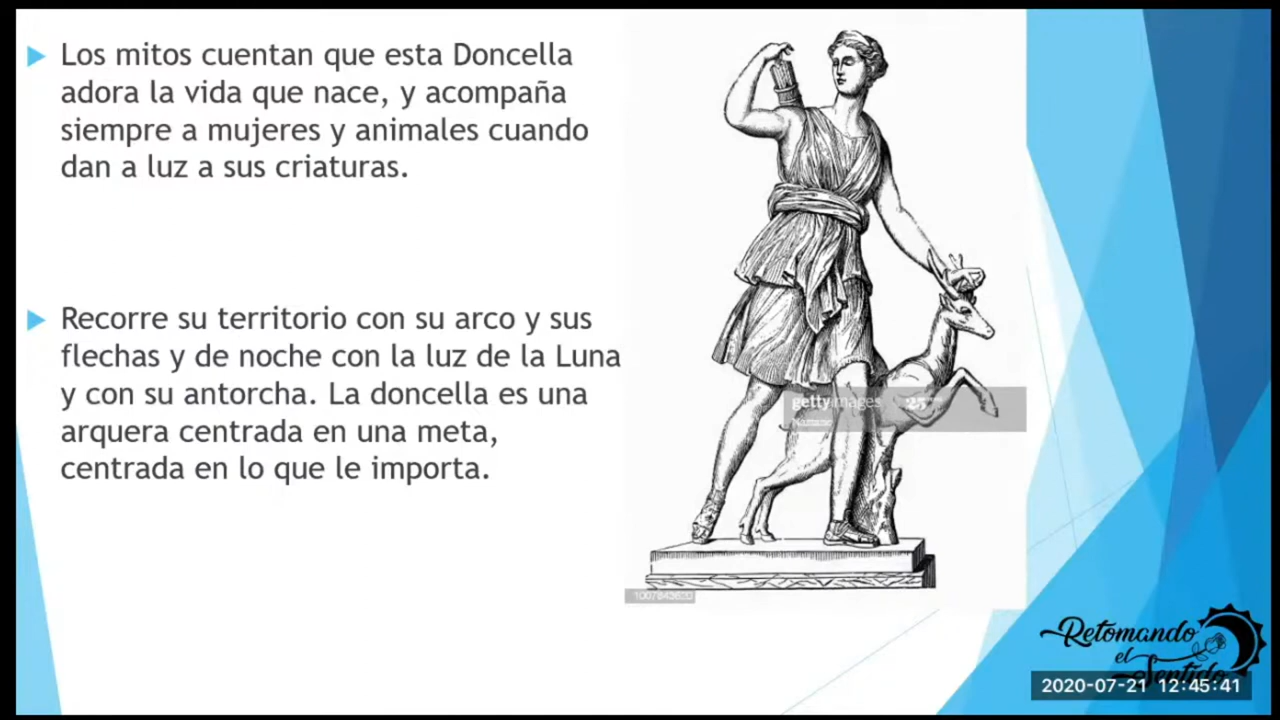 Los mitos cuentan que esta Doncella
adora la vida que nace, y acompaña
siempre a mujeres y animales cuando
dan a luz a sus criaturas.
Recorre su territorio con su arco y sus
flechas y de noche con la luz de la Luna
y con su antorcha. La doncella es una
arquera centrada en una meta,
centrada en lo que le importa.
gettyimages
1007843620
Retomando
el
Sentido
2020-07-21 12:45:41